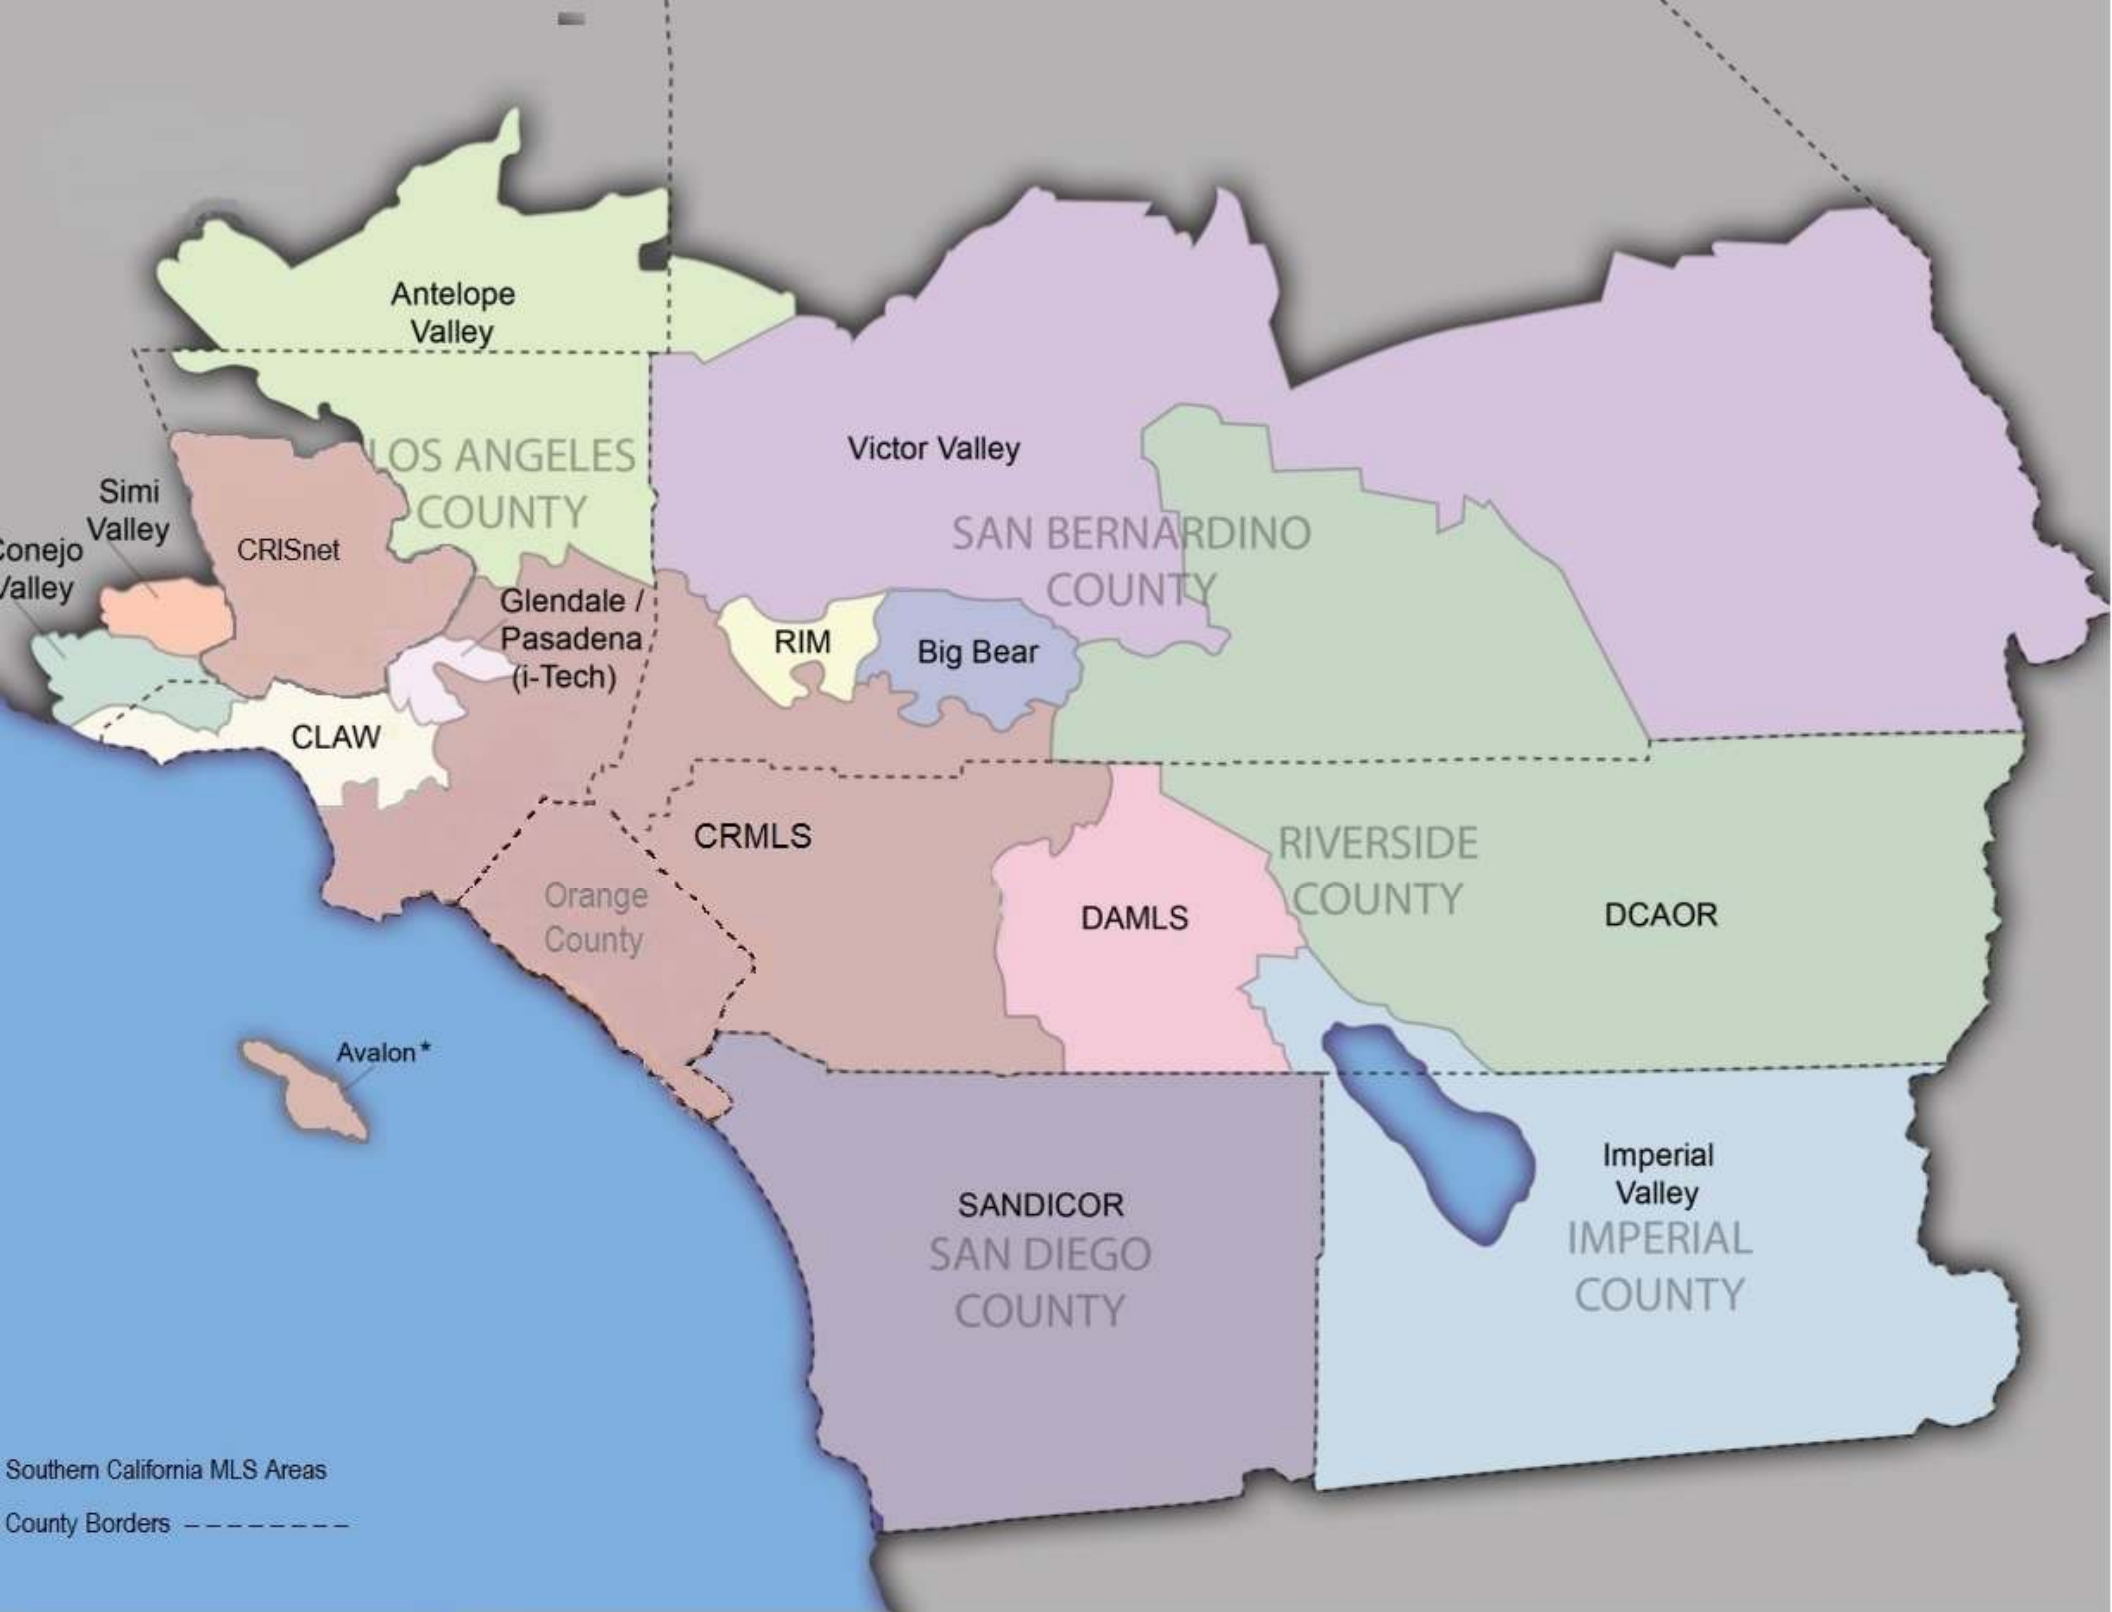 Antelope
Valley
LOS ANGELES
COUNTY
Victor Valley
SAN BERNARDINO
COUNTY
Simi
Valley
Conejo
Valley
CRISnet
Glendale /
Pasadena
(i-Tech)
RIM
Big Bear
CLAW
CRMLS
RIVERSIDE
COUNTY
Orange
County
DAMLS
DCAOR
Avalon*
Imperial
Valley
IMPERIAL
COUNTY
SANDICOR
SAN DIEGO
COUNTY
Southern California MLS Areas
County Borders --------